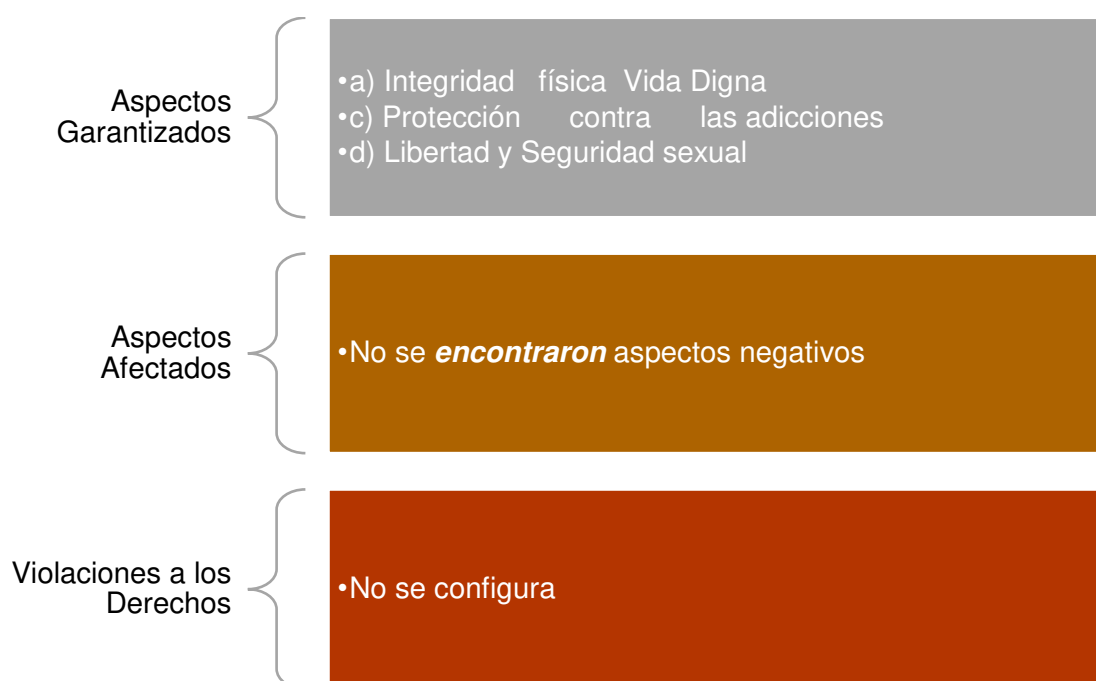 Aspectos
Garantizados
•a) Integridad física Vida Digna
•c) Protección contra las adicciones
•d) Libertad y Seguridad sexual
Aspectos
Afectados
•No se encontraron aspectos negativos
Violaciones a los
Derechos
•No se configura